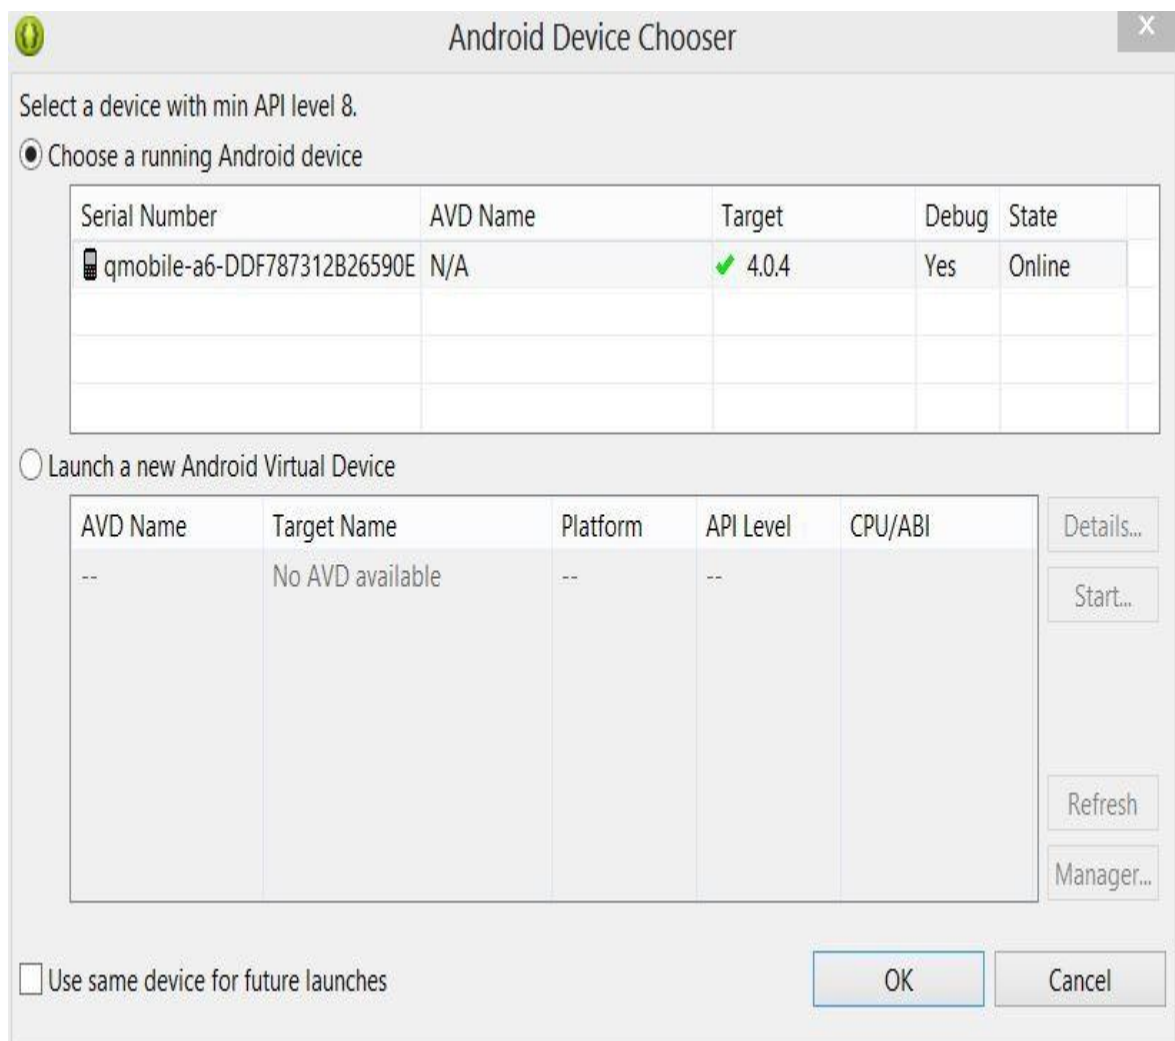 Android Device Chooser
X
Select a device with min API level 8.
Choose a running Android device
Serial Number AVD Name Target Debug State
qmobile-a6-DDF787312B26590E N/A 4.0.4 Yes Online
Launch a new Android Virtual Device
AVD Name Target Name Platform API Level CPU/ABI Details...
-- No AVD available -- --
Start...
Refresh
Manager...
Use same device for future launches OK Cancel